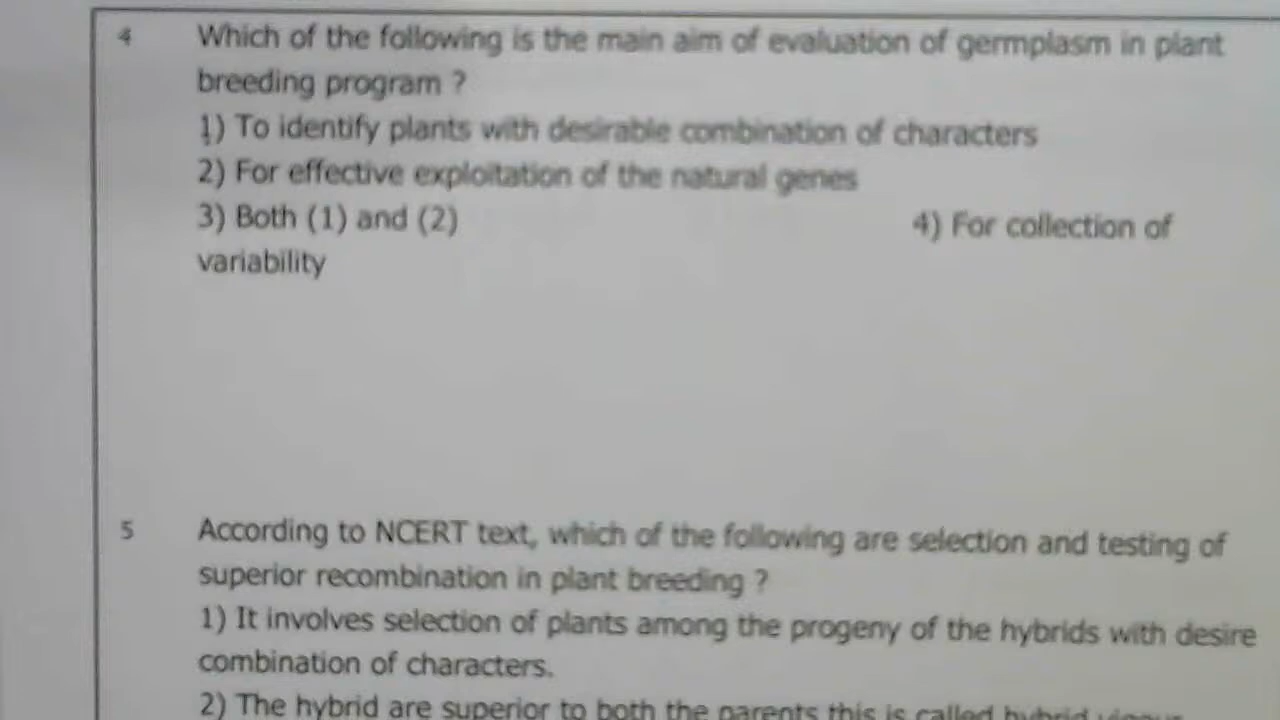 4 Which of the following is the main aim of evaluation of germplasm in plant
breeding program ?
1) To identify plants with desirable combination of characters
2) For effective exploitation of the natural genes
3) Both (1) and (2) 4) For collection of
variability
5 According to NCERT text, which of the following are selection and testing of
superior recombination in plant breeding ?
1) It involves selection of plants among the progeny of the hybrids with desire
combination of characters.
2) The hybrid are superior to both the parents this is called hybrid vigour